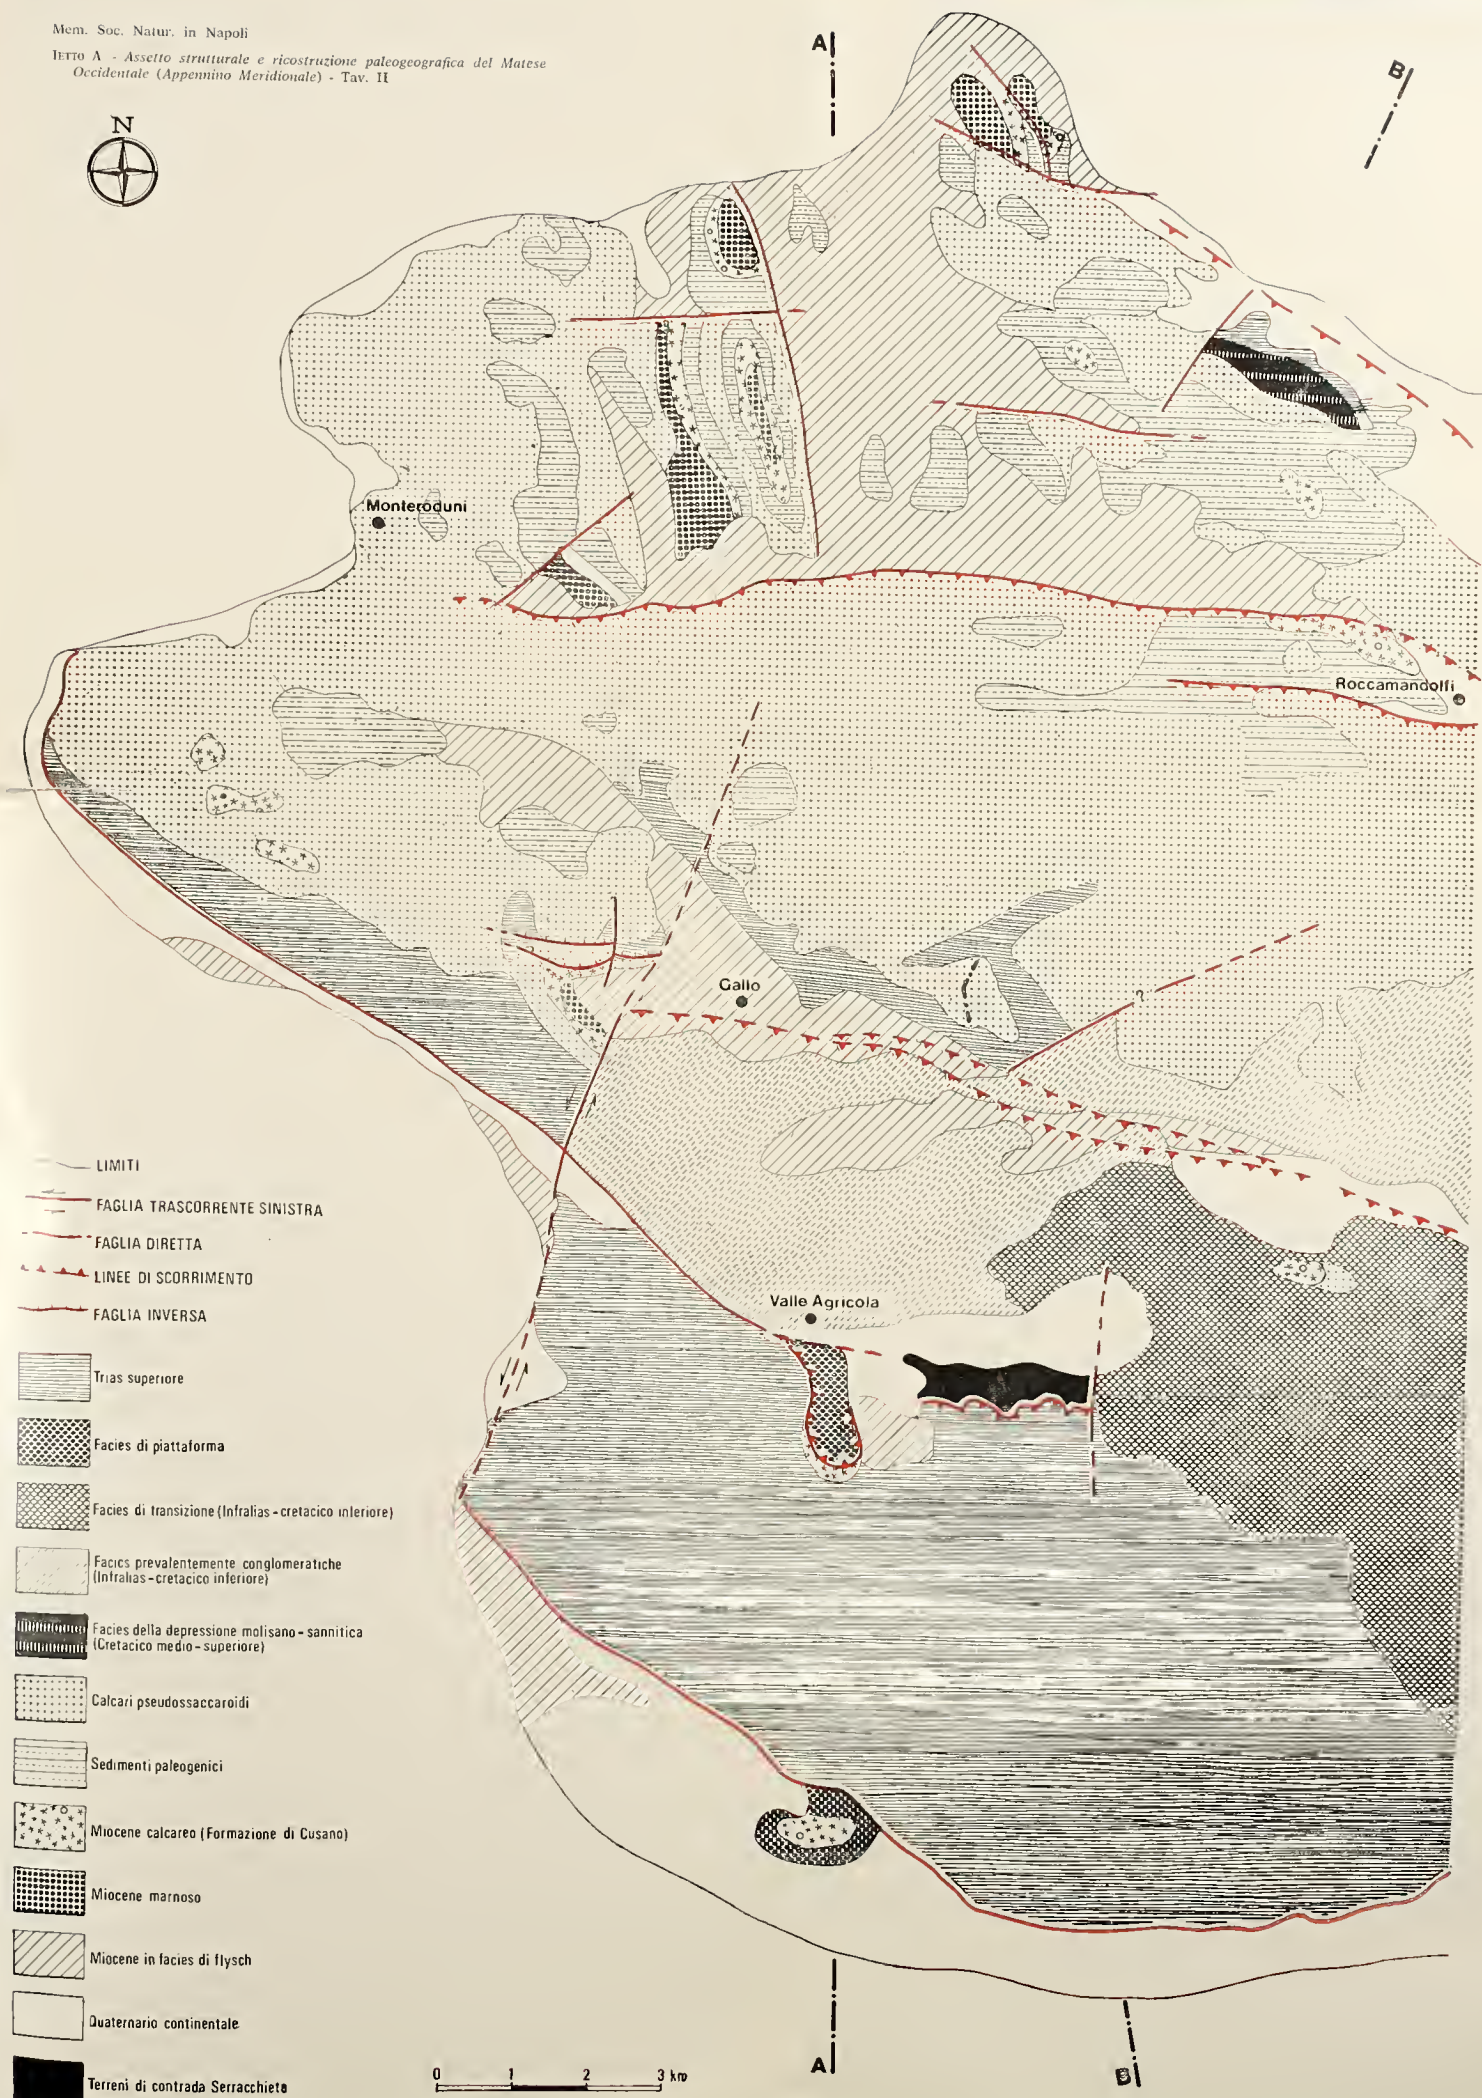 Mem. Soc. Natur. in Napoli
IETTO A - Assetto strutturale e ricostruzione paleogeografica del Matese
Occidentale (Appennino Meridionale) - Tav. II
N
A
B
Monteroduni
Roccamandolfi
Gallo
?
Valle Agricola
LIMITI
FAGLIA TRASCORRENTE SINISTRA
FAGLIA DIRETTA
LINEE DI SCORRIMENTO
FAGLIA INVERSA
Trias superiore
Facies di piattaforma
Facies di transizione (Infralias - cretacico inferiore)
Facies prevalentemente conglomeratiche
(Infralias - cretacico inferiore)
Facies della depressione molisano - sannitica
(Cretacico medio - superiore)
Calcari pseudossaccaroidi
Sedimenti paleogenici
Miocene calcareo (Formazione di Cusano)
Miocene marnoso
Miocene in facies di flysch
Quaternario continentale
Terreni di contrada Serracchieta
0 1 2 3 km
A
B